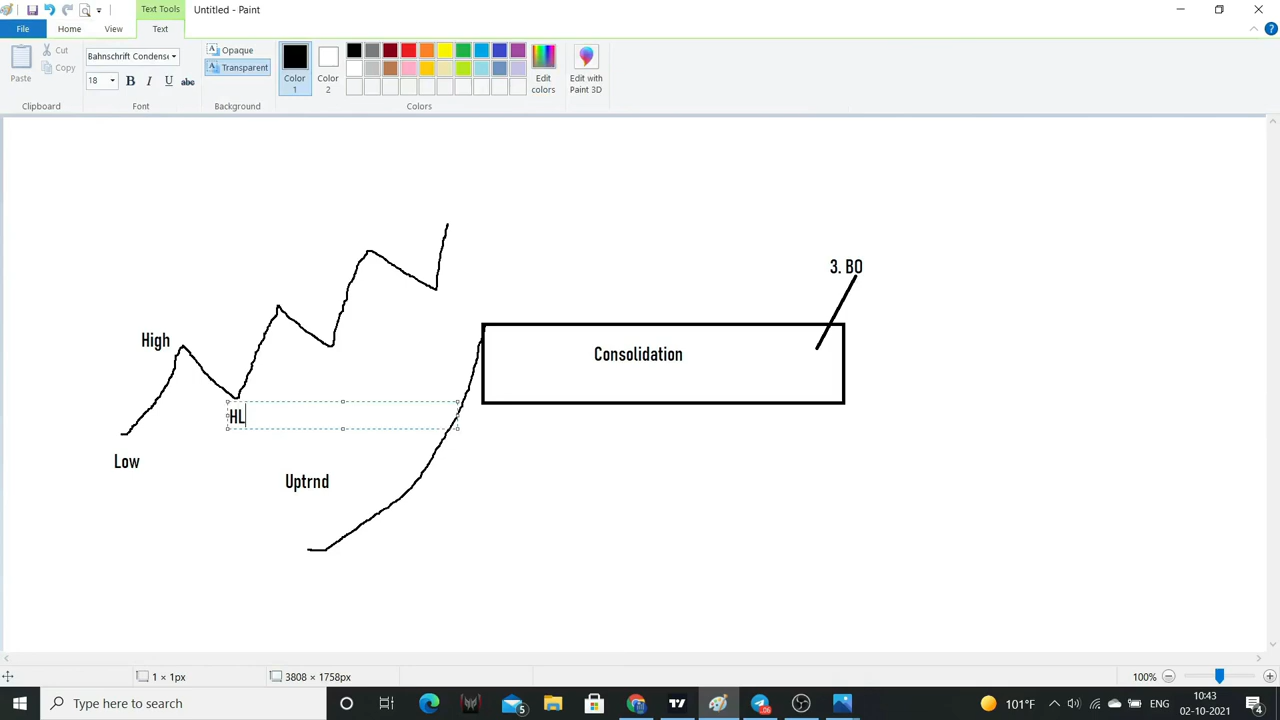 Text Tools
Untitled - Paint
File
Home
View
Text
Paste
Cut
Copy
Clipboard
Bahnschrift Condens
18
B I U abc
Font
Opaque
Transparent
Background
Color
1
Color
2
Colors
Edit
colors
Edit with
Paint 3D
3. BO
High
Consolidation
HL
Low
Uptrnd
1 × 1px
3808 × 1758px
100%
Type here to search
5
101°F
ENG
10:43
02-10-2021
4